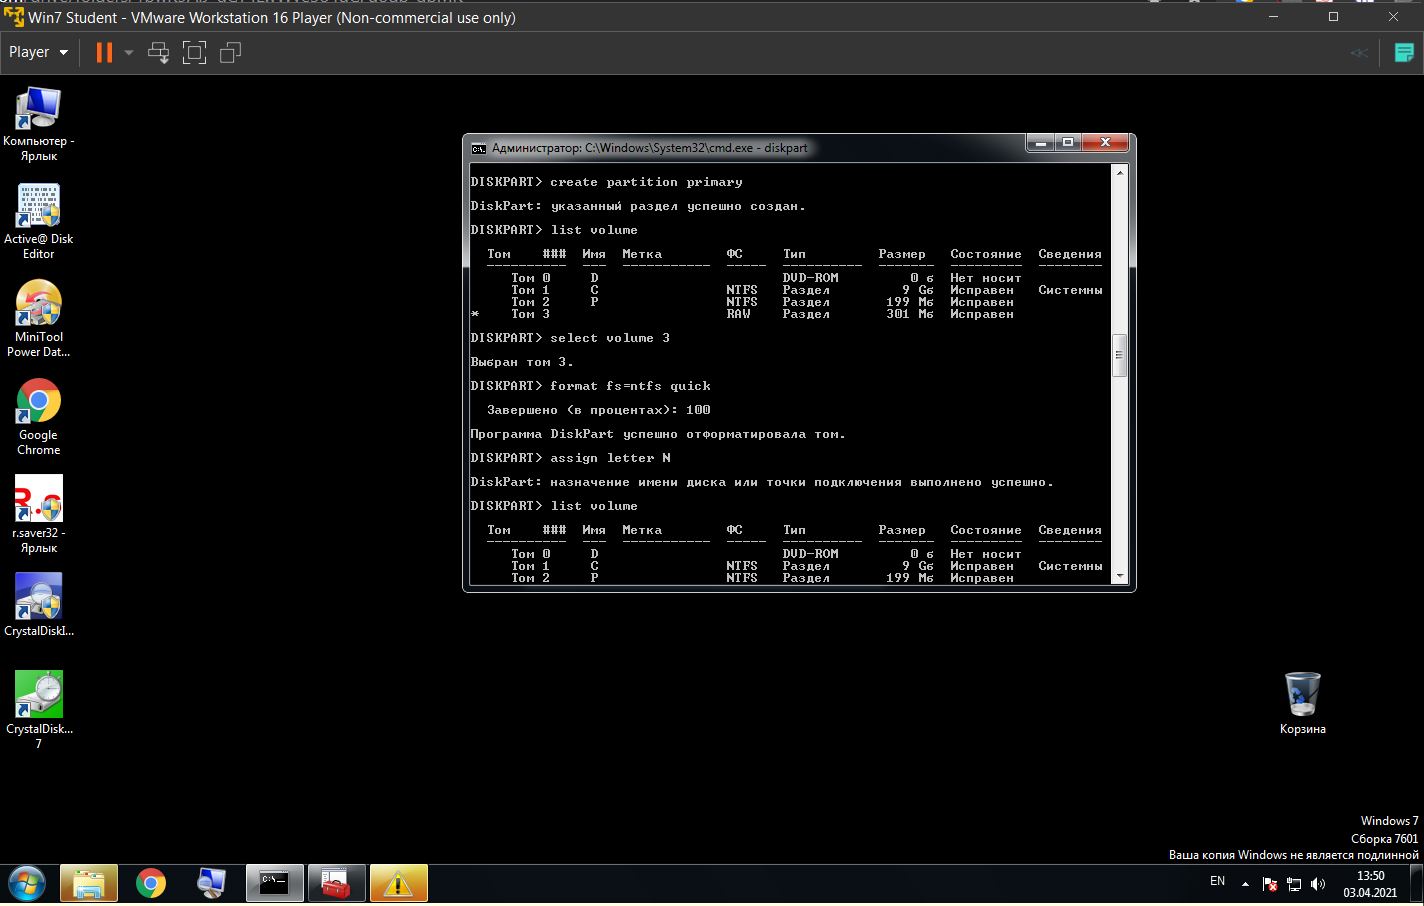 Win7 Student - VMware Workstation 16 Player (Non-commercial use only)
Player
Компьютер -
Ярлык
Active@ Disk
Editor
MiniTool
Power Dat...
Google
Chrome
R.s
r.saver32 -
Ярлык
CrystalDiskI...
CrystalDisk...
7
Администратор: C:\Windows\System32\cmd.exe - diskpart
DISKPART> create partition primary
DiskPart: указанный раздел успешно создан.
DISKPART> list volume
Том ### Имя Метка ФС Тип Размер Состояние Сведения
Том 0 D DVD-ROM 0 б Нет носит
Том 1 C NTFS Раздел 9 Gб Исправен Системны
Том 2 P NTFS Раздел 199 Mб Исправен
* Том 3 RAW Раздел 301 Mб Исправен
DISKPART> select volume 3
Выбран том 3.
DISKPART> format fs=ntfs quick
Завершено (в процентах): 100
Программа DiskPart успешно отформатировала том.
DISKPART> assign letter N
DiskPart: назначение имени диска или точки подключения выполнено успешно.
DISKPART> list volume
Том ### Имя Метка ФС Тип Размер Состояние Сведения
Том 0 D DVD-ROM 0 б Нет носит
Том 1 C NTFS Раздел 9 Gб Исправен Системны
Том 2 P NTFS Раздел 199 Mб Исправен
Корзина
Windows 7
Сборка 7601
Ваша копия Windows не является подлинной
EN
13:50
03.04.2021